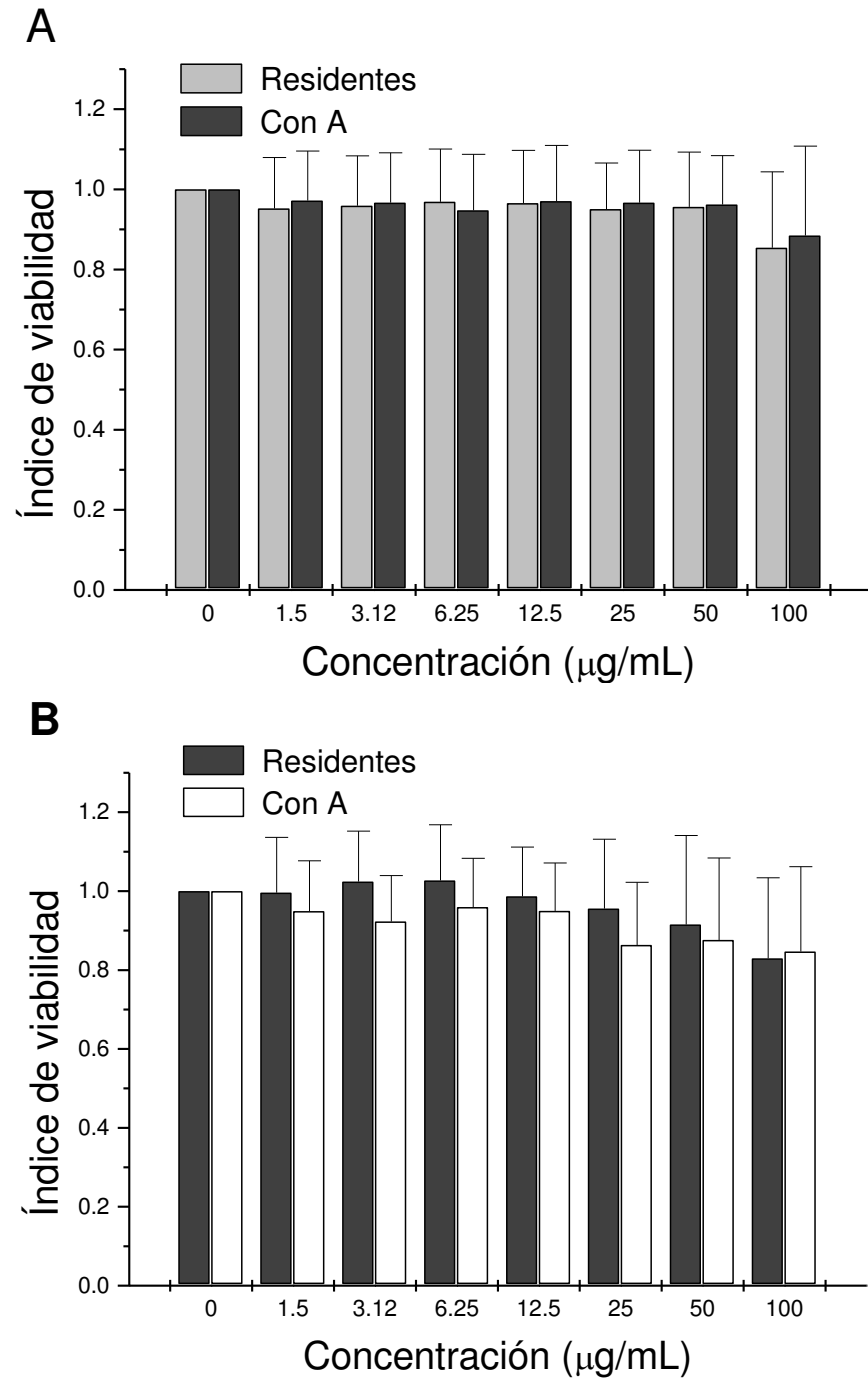 A
Residentes
Con A
1.2
1.0
0.8
0.6
0.4
0.2
0.0
Índice de viabilidad
0 1.5 3.12 6.25 12.5 25 50 100
Concentración (μg/mL)
B
Residentes
Con A
1.2
1.0
0.8
0.6
0.4
0.2
0.0
Índice de viabilidad
0 1.5 3.12 6.25 12.5 25 50 100
Concentración (μg/mL)